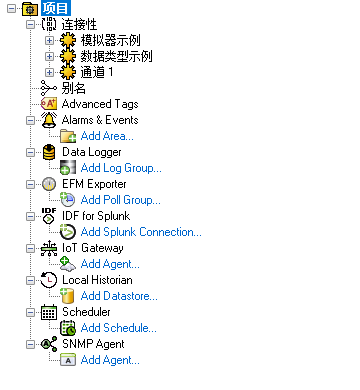 项目
连接性
模拟器示例
数据类型示例
通道 1
别名
Advanced Tags
Alarms & Events
Add Area...
Data Logger
Add Log Group...
EFM Exporter
Add Poll Group...
IDF for Splunk
Add Splunk Connection...
IoT Gateway
Add Agent...
Local Historian
Add Datastore...
Scheduler
Add Schedule...
SNMP Agent
Add Agent...